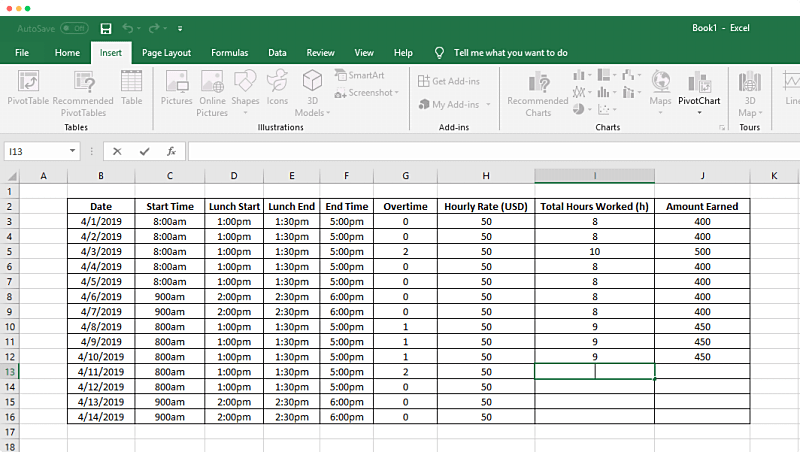 AutoSave Off Book1 - Excel
File Home Insert Page Layout Formulas Data Review View Help Tell me what you want to do
PivotTable Recommended PivotTables Table
Tables
Pictures Online Pictures Shapes Icons 3D Models SmartArt Screenshot
Illustrations
Get Add-ins
My Add-ins
Add-ins
Recommended Charts Maps PivotChart
Charts
3D Map
Tours
Line
I13 fx
A B C D E F G H I J K
1
2 Date Start Time Lunch Start Lunch End End Time Overtime Hourly Rate (USD) Total Hours Worked (h) Amount Earned
3 4/1/2019 8:00am 1:00pm 1:30pm 5:00pm 0 50 8 400
4 4/2/2019 8:00am 1:00pm 1:30pm 5:00pm 0 50 8 400
5 4/3/2019 8:00am 1:00pm 1:30pm 5:00pm 2 50 10 500
6 4/4/2019 8:00am 1:00pm 1:30pm 5:00pm 0 50 8 400
7 4/5/2019 8:00am 1:00pm 1:30pm 5:00pm 0 50 8 400
8 4/6/2019 900am 2:00pm 2:30pm 6:00pm 0 50 8 400
9 4/7/2019 900am 2:00pm 2:30pm 6:00pm 0 50 8 400
10 4/8/2019 800am 1:00pm 1:30pm 5:00pm 1 50 9 450
11 4/9/2019 800am 1:00pm 1:30pm 5:00pm 1 50 9 450
12 4/10/2019 800am 1:00pm 1:30pm 5:00pm 1 50 9 450
13 4/11/2019 800am 1:00pm 1:30pm 5:00pm 2 50
14 4/12/2019 800am 1:00pm 1:30pm 5:00pm 0 50
15 4/13/2019 900am 2:00pm 2:30pm 6:00pm 0 50
16 4/14/2019 900am 2:00pm 2:30pm 6:00pm 0 50
17
18